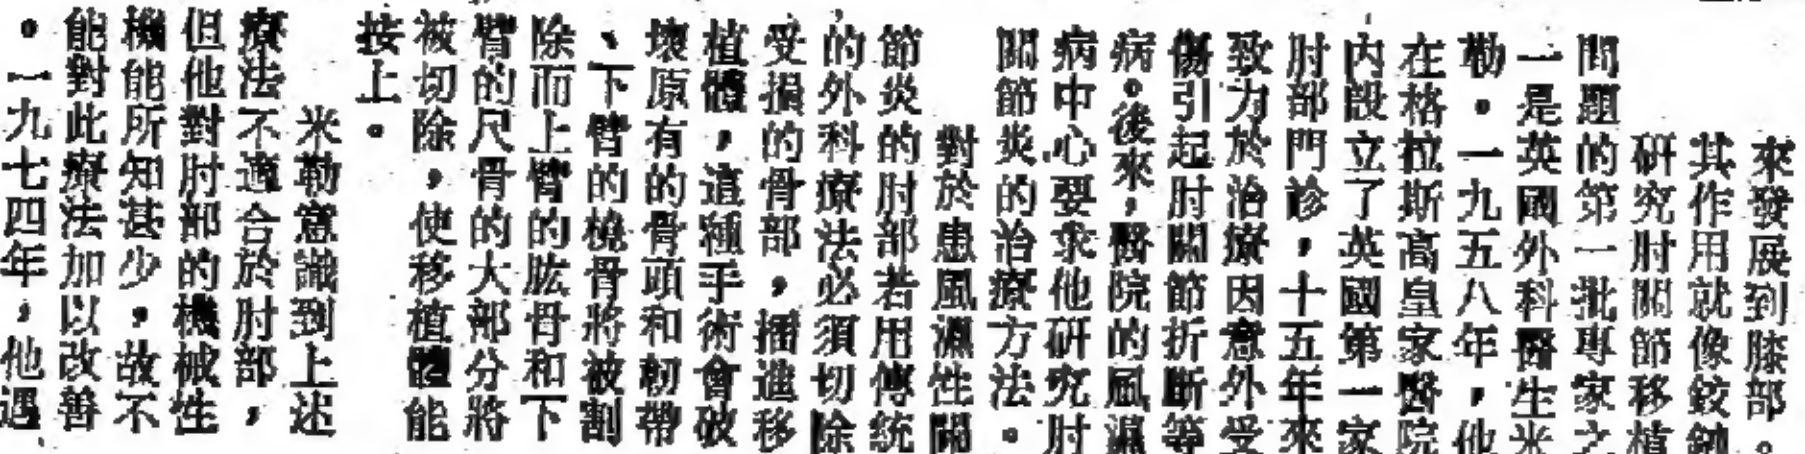 來發展到膝部。
其作用就像鉸鏈
研究肘關節移植
問題的第一批專家之
一是英國外科醫生米
勒。一九五八年，他
在格拉斯高皇家醫院
內設立了英國第一家
肘部門診，十五年來
致力於治療因意外受
傷引起肘關節折斷等
病。後來，醫院的風濕
病中心要求他研究肘
關節炎的治療方法。
對於患風濕性關
節炎的肘部若用傳統
的外科療法必須切除
受損的骨部，插進移
植體，這種手術會破
壞原有的骨頭和韌帶
、下臂的橈骨將被割
除而上臂的肱骨和下
臂的尺骨的大部分將
被切除，使移植體能
接上。
米勒意識到上述
療法不適合於肘部，
但他對肘部的機械性
機能所知甚少，故不
能對此療法加以改善
。一九七四年，他遇